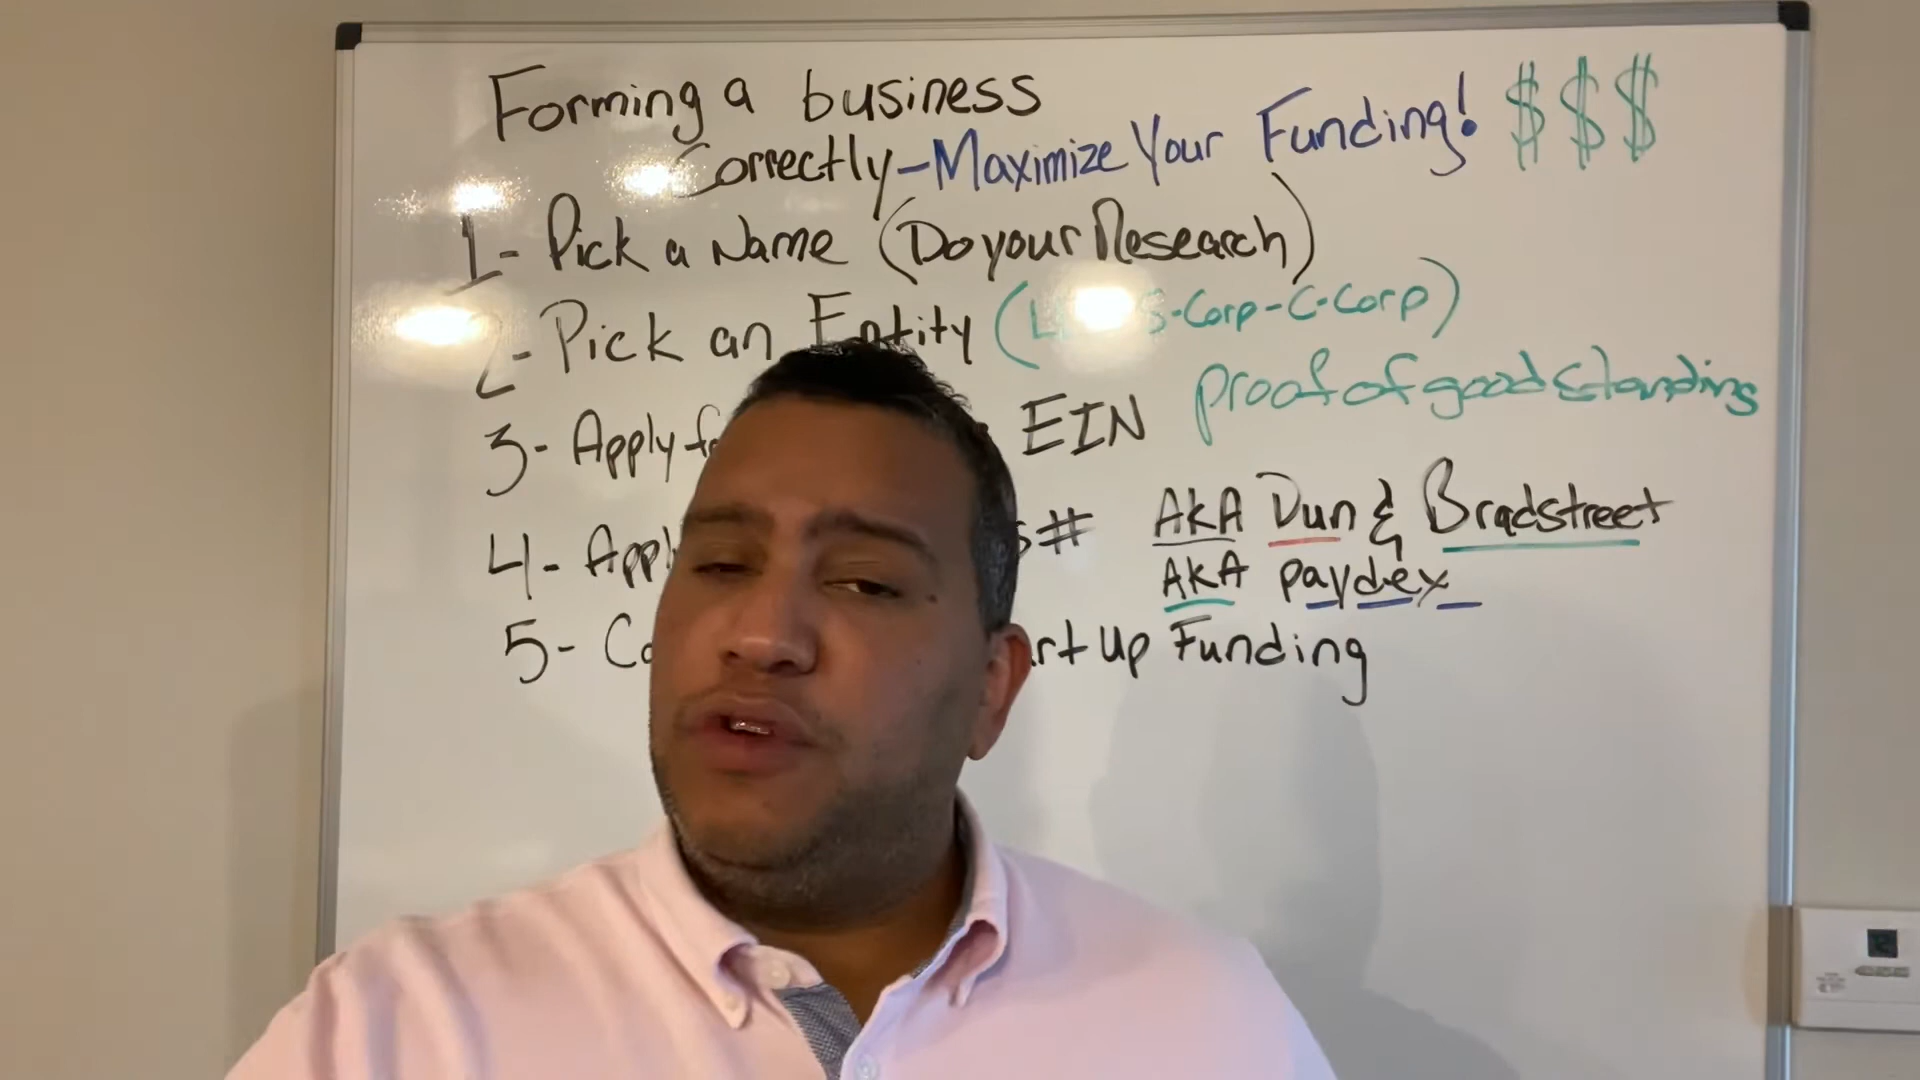 Forming a business
Correctly-Maximize Your Funding! $$$
1- Pick a Name (Do your Research)
2- Pick an Entity ( S-Corp-C-Corp)
proof of good standing
3- Apply EIN
4- # AKA Dun & Bradstreet
AKA paydex
5- Up Funding